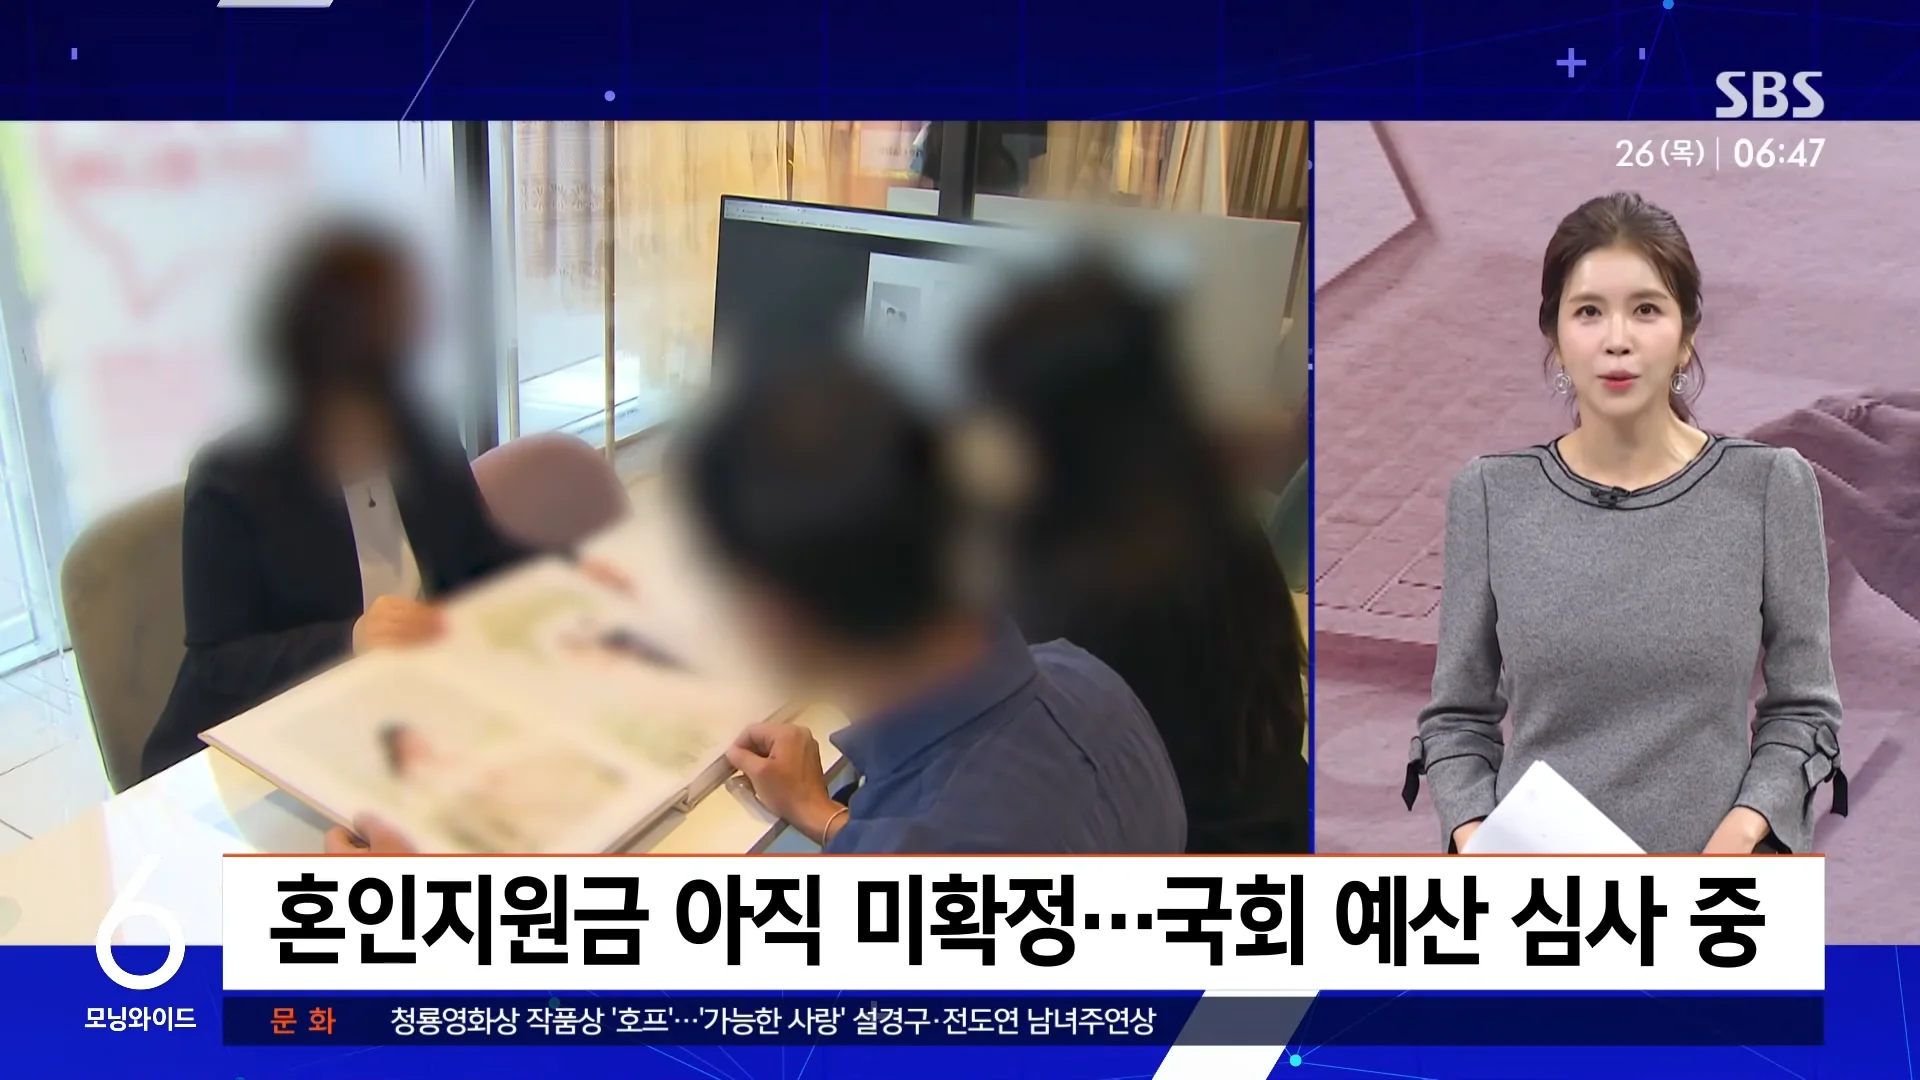 SBS
26(목) | 06:47
혼인지원금 아직 미확정…국회 예산 심사 중
6
모닝와이드
문화 청룡영화상 작품상 '호프'…'가능한 사랑' 설경구·전도연 남녀주연상